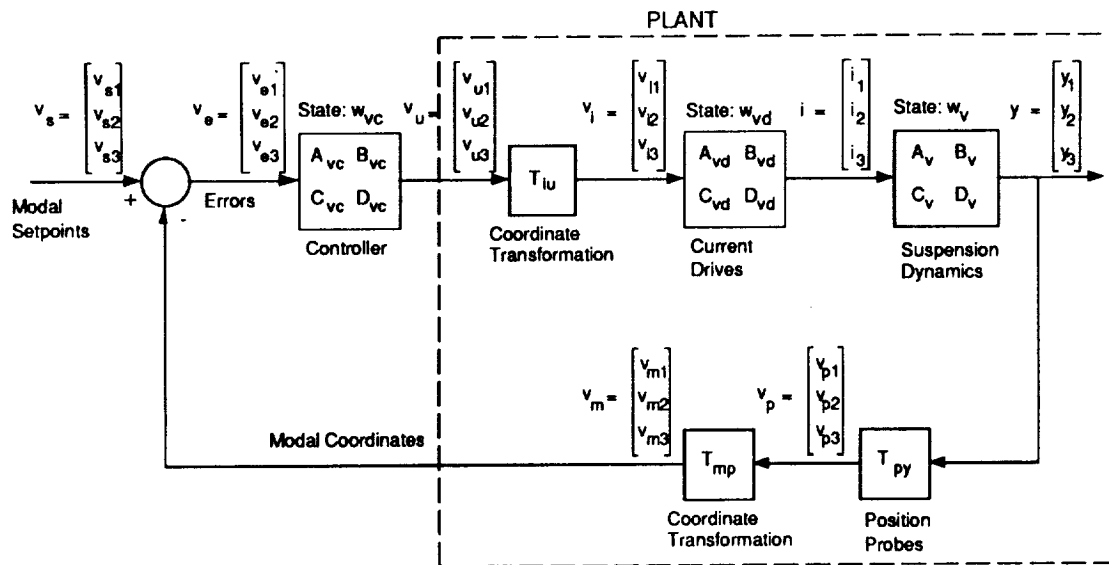 PLANT
v_s = [v_s1 v_s2 v_s3]
v_e = [v_e1 v_e2 v_e3]
State: w_vc
v_u = [v_u1 v_u2 v_u3]
v_i = [v_i1 v_i2 v_i3]
State: w_vd
i = [i_1 i_2 i_3]
State: w_v
y = [y_1 y_2 y_3]
+
-
Modal
Setpoints
Errors
A_vc B_vc
C_vc D_vc
Controller
T_iu
Coordinate
Transformation
A_vd B_vd
C_vd D_vd
Current
Drives
A_v B_v
C_v D_v
Suspension
Dynamics
v_m = [v_m1 v_m2 v_m3]
v_p = [v_p1 v_p2 v_p3]
Modal Coordinates
T_mp
Coordinate
Transformation
T_py
Position
Probes